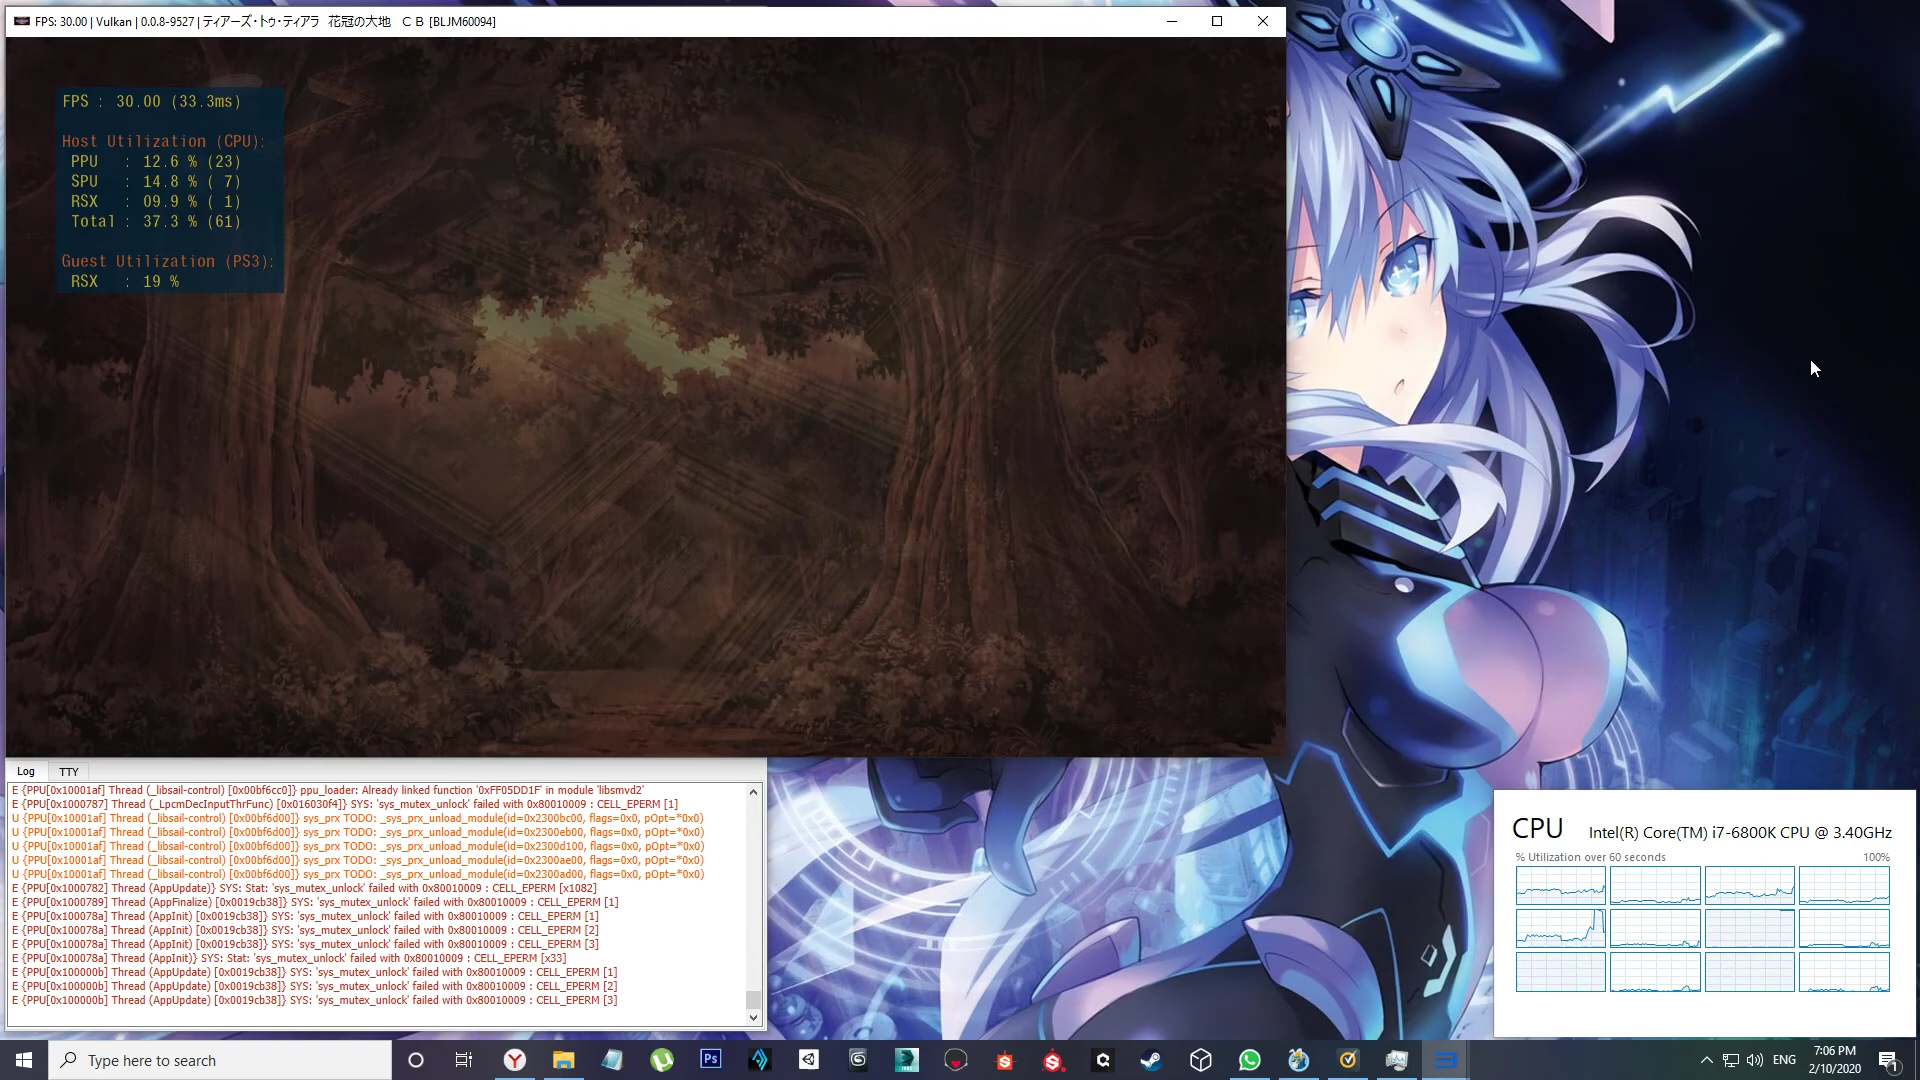 FPS: 30.00 | Vulkan | 0.0.8-9527 | ティアーズ・トゥ・ティアラ　花冠の大地　ＣＢ [BLJM60094]
FPS : 30.00 (33.3ms)
Host Utilization (CPU):
PPU : 12.6 % (23)
SPU : 14.8 % ( 7)
RSX : 09.9 % ( 1)
Total : 37.3 % (61)
Guest Utilization (PS3):
RSX : 19 %
Log TTY
E {PPU[0x10001af] Thread (_libsail-control) [0x00bf6cc0]} ppu_loader: Already linked function '0xFF05DD1F' in module 'libsmvd2'
E {PPU[0x1000787] Thread (_LpcmDecInputThrFunc) [0x016030f4]} SYS: 'sys_mutex_unlock' failed with 0x80010009 : CELL_EPERM [1]
U {PPU[0x10001af] Thread (_libsail-control) [0x00bf6d00]} sys_prx TODO: _sys_prx_unload_module(id=0x2300bc00, flags=0x0, pOpt=*0x0)
U {PPU[0x10001af] Thread (_libsail-control) [0x00bf6d00]} sys_prx TODO: _sys_prx_unload_module(id=0x2300eb00, flags=0x0, pOpt=*0x0)
U {PPU[0x10001af] Thread (_libsail-control) [0x00bf6d00]} sys_prx TODO: _sys_prx_unload_module(id=0x2300d100, flags=0x0, pOpt=*0x0)
U {PPU[0x10001af] Thread (_libsail-control) [0x00bf6d00]} sys_prx TODO: _sys_prx_unload_module(id=0x2300ae00, flags=0x0, pOpt=*0x0)
U {PPU[0x10001af] Thread (_libsail-control) [0x00bf6d00]} sys_prx TODO: _sys_prx_unload_module(id=0x2300ad00, flags=0x0, pOpt=*0x0)
E {PPU[0x1000782] Thread (AppUpdate)} SYS: Stat: 'sys_mutex_unlock' failed with 0x80010009 : CELL_EPERM [x1082]
E {PPU[0x1000789] Thread (AppFinalize) [0x0019cb38]} SYS: 'sys_mutex_unlock' failed with 0x80010009 : CELL_EPERM [1]
E {PPU[0x100078a] Thread (AppInit) [0x0019cb38]} SYS: 'sys_mutex_unlock' failed with 0x80010009 : CELL_EPERM [1]
E {PPU[0x100078a] Thread (AppInit) [0x0019cb38]} SYS: 'sys_mutex_unlock' failed with 0x80010009 : CELL_EPERM [2]
E {PPU[0x100078a] Thread (AppInit) [0x0019cb38]} SYS: 'sys_mutex_unlock' failed with 0x80010009 : CELL_EPERM [3]
E {PPU[0x100078a] Thread (AppInit)} SYS: Stat: 'sys_mutex_unlock' failed with 0x80010009 : CELL_EPERM [x33]
E {PPU[0x100000b] Thread (AppUpdate) [0x0019cb38]} SYS: 'sys_mutex_unlock' failed with 0x80010009 : CELL_EPERM [1]
E {PPU[0x100000b] Thread (AppUpdate) [0x0019cb38]} SYS: 'sys_mutex_unlock' failed with 0x80010009 : CELL_EPERM [2]
E {PPU[0x100000b] Thread (AppUpdate) [0x0019cb38]} SYS: 'sys_mutex_unlock' failed with 0x80010009 : CELL_EPERM [3]
CPU Intel(R) Core(TM) i7-6800K CPU @ 3.40GHz
% Utilization over 60 seconds 100%
Type here to search
Ps
ENG
7:06 PM
2/10/2020
1